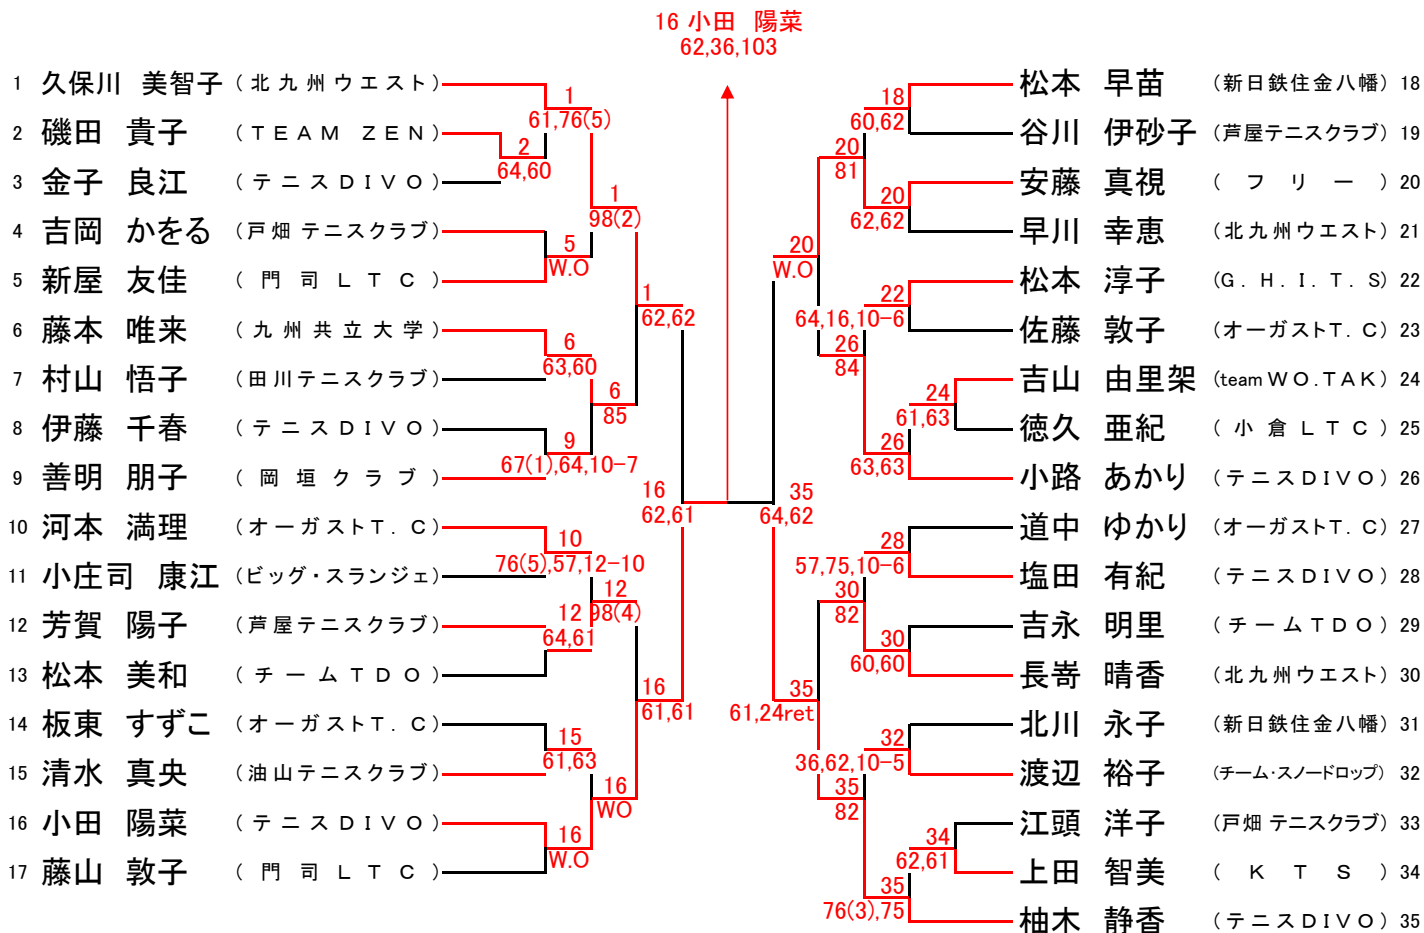 16 小田 陽菜
62,36,103
1 久保川 美智子 (北九州ウエスト)
2 磯田 貴子 (TEAM ZEN)
3 金子 良江 (テニスDIVO)
4 吉岡 かをる (戸畑テニスクラブ)
5 新屋 友佳 (門司LTC)
6 藤本 唯来 (九州共立大学)
7 村山 悟子 (田川テニスクラブ)
8 伊藤 千春 (テニスDIVO)
9 善明 朋子 (岡垣クラブ)
10 河本 満理 (オーガストT.C)
11 小庄司 康江 (ビッグ・スランジェ)
12 芳賀 陽子 (芦屋テニスクラブ)
13 松本 美和 (チームTDO)
14 板東 すずこ (オーガストT.C)
15 清水 真央 (油山テニスクラブ)
16 小田 陽菜 (テニスDIVO)
17 藤山 敦子 (門司LTC)
1
61,76(5)
2
64,60
1
98(2)
5
W.O
1
62,62
6
63,60
6
85
9
67(1),64,10-7
16
62,61
10
76(5),57,12-10
12
98(4)
12
64,61
16
61,61
15
61,63
16
WO
16
W.O
松本 早苗 (新日鉄住金八幡) 18
谷川 伊砂子 (芦屋テニスクラブ) 19
安藤 真視 (フリー) 20
早川 幸恵 (北九州ウエスト) 21
松本 淳子 (G.H.I.T.S) 22
佐藤 敦子 (オーガストT.C) 23
吉山 由里架 (teamWO.TAK) 24
徳久 亜紀 (小倉LTC) 25
小路 あかり (テニスDIVO) 26
道中 ゆかり (オーガストT.C) 27
塩田 有紀 (テニスDIVO) 28
吉永 明里 (チームTDO) 29
長嵜 晴香 (北九州ウエスト) 30
北川 永子 (新日鉄住金八幡) 31
渡辺 裕子 (チーム・スノードロップ) 32
江頭 洋子 (戸畑テニスクラブ) 33
上田 智美 (KTS) 34
柚木 静香 (テニスDIVO) 35
18
60,62
20
81
20
62,62
20
W.O
22
64,16,10-6
26
84
24
61,63
26
63,63
35
64,62
28
57,75,10-6
30
82
30
60,60
35
61,24ret
32
36,62,10-5
35
82
34
62,61
35
76(3),75